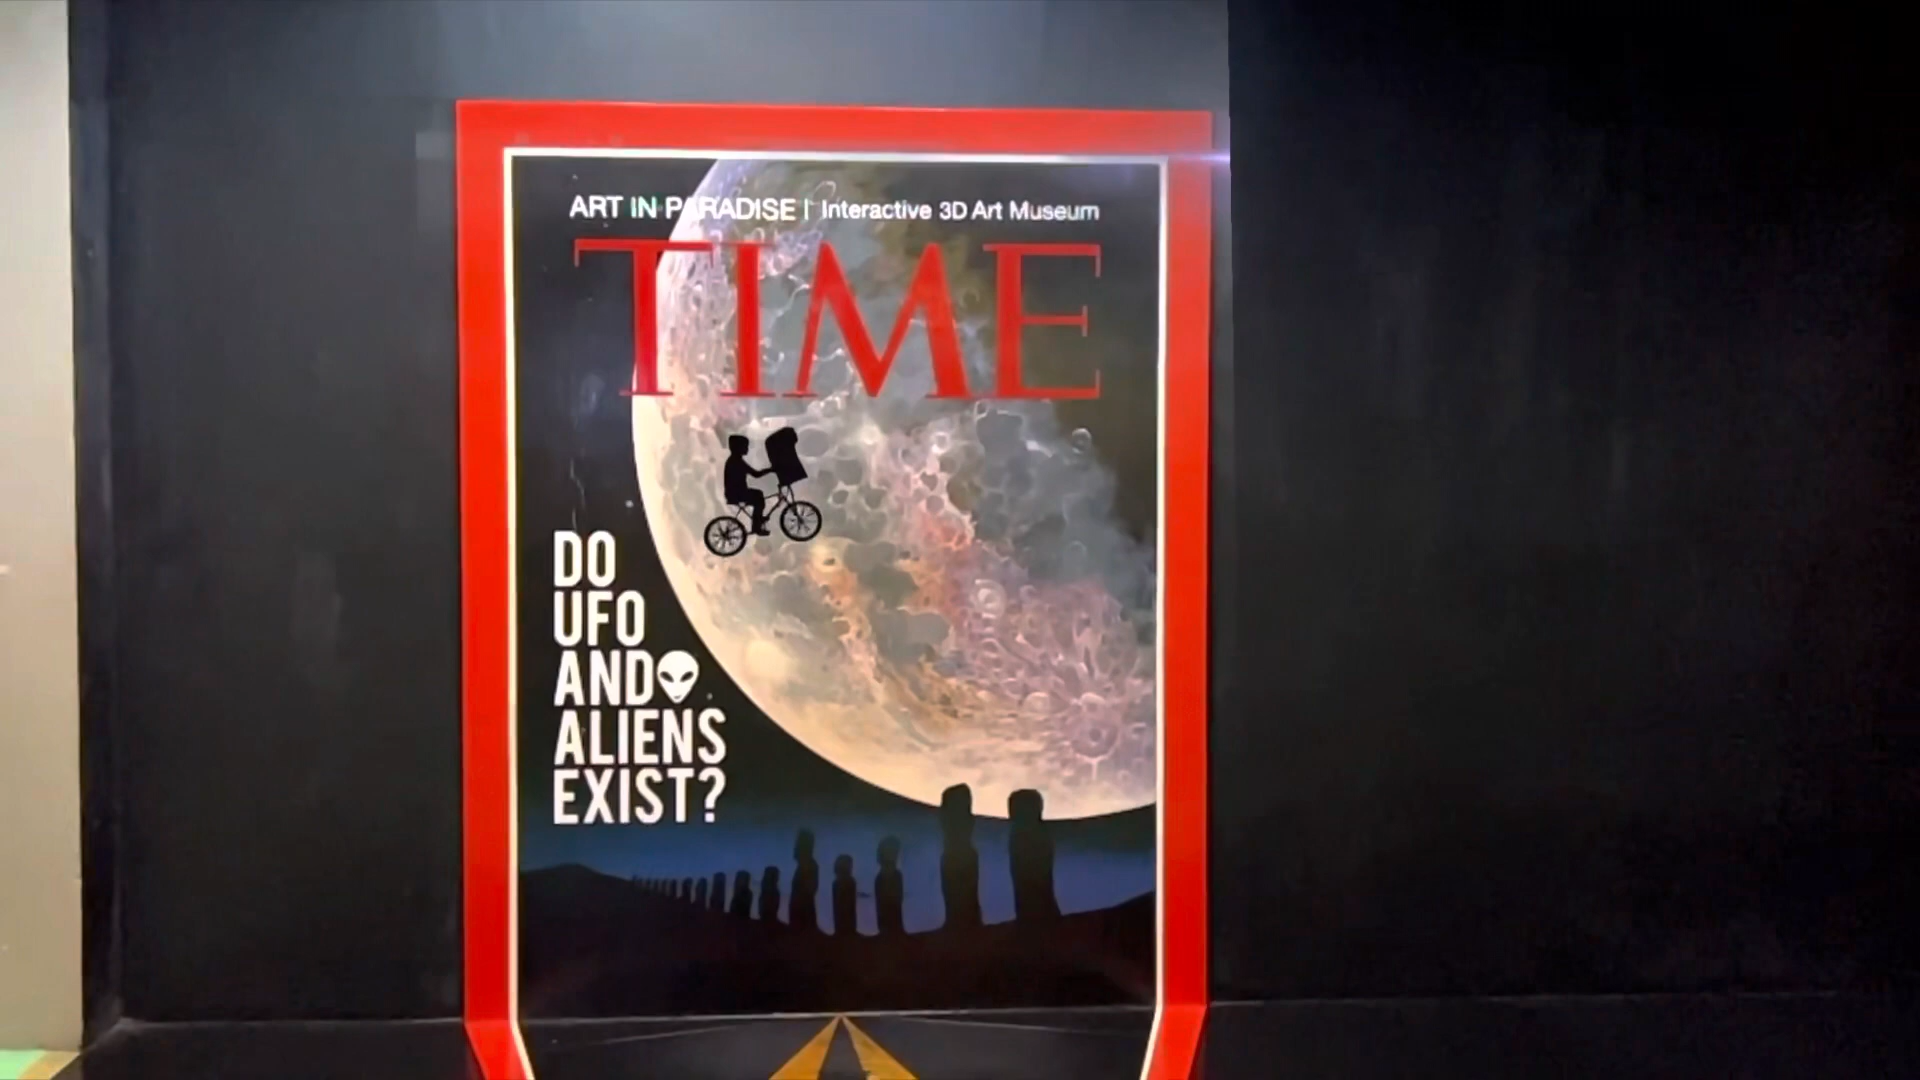 ART IN PARADISE | Interactive 3D Art Museum
TIME
DO
UFO
AND
ALIENS
EXIST?